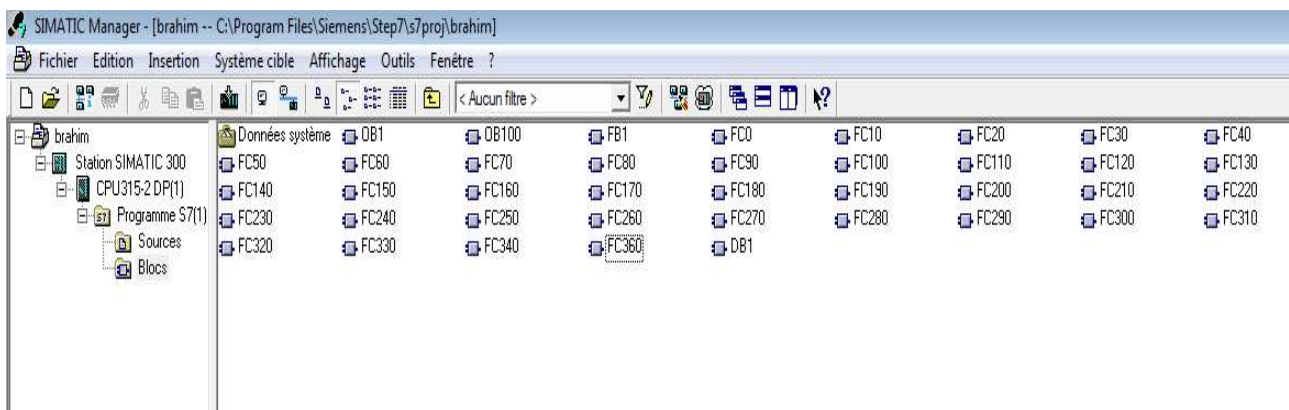 SIMATIC Manager - [brahim -- C:\Program Files\Siemens\Step7\s7proj\brahim]
Fichier Edition Insertion Système cible Affichage Outils Fenêtre ?
< Aucun filtre >
brahim
Station SIMATIC 300
CPU315-2 DP(1)
Programme S7(1)
Sources
Blocs
Données système OB1 OB100 FB1 FC0 FC10 FC20 FC30 FC40
FC50 FC60 FC70 FC80 FC90 FC100 FC110 FC120 FC130
FC140 FC150 FC160 FC170 FC180 FC190 FC200 FC210 FC220
FC230 FC240 FC250 FC260 FC270 FC280 FC290 FC300 FC310
FC320 FC330 FC340 FC360 DB1